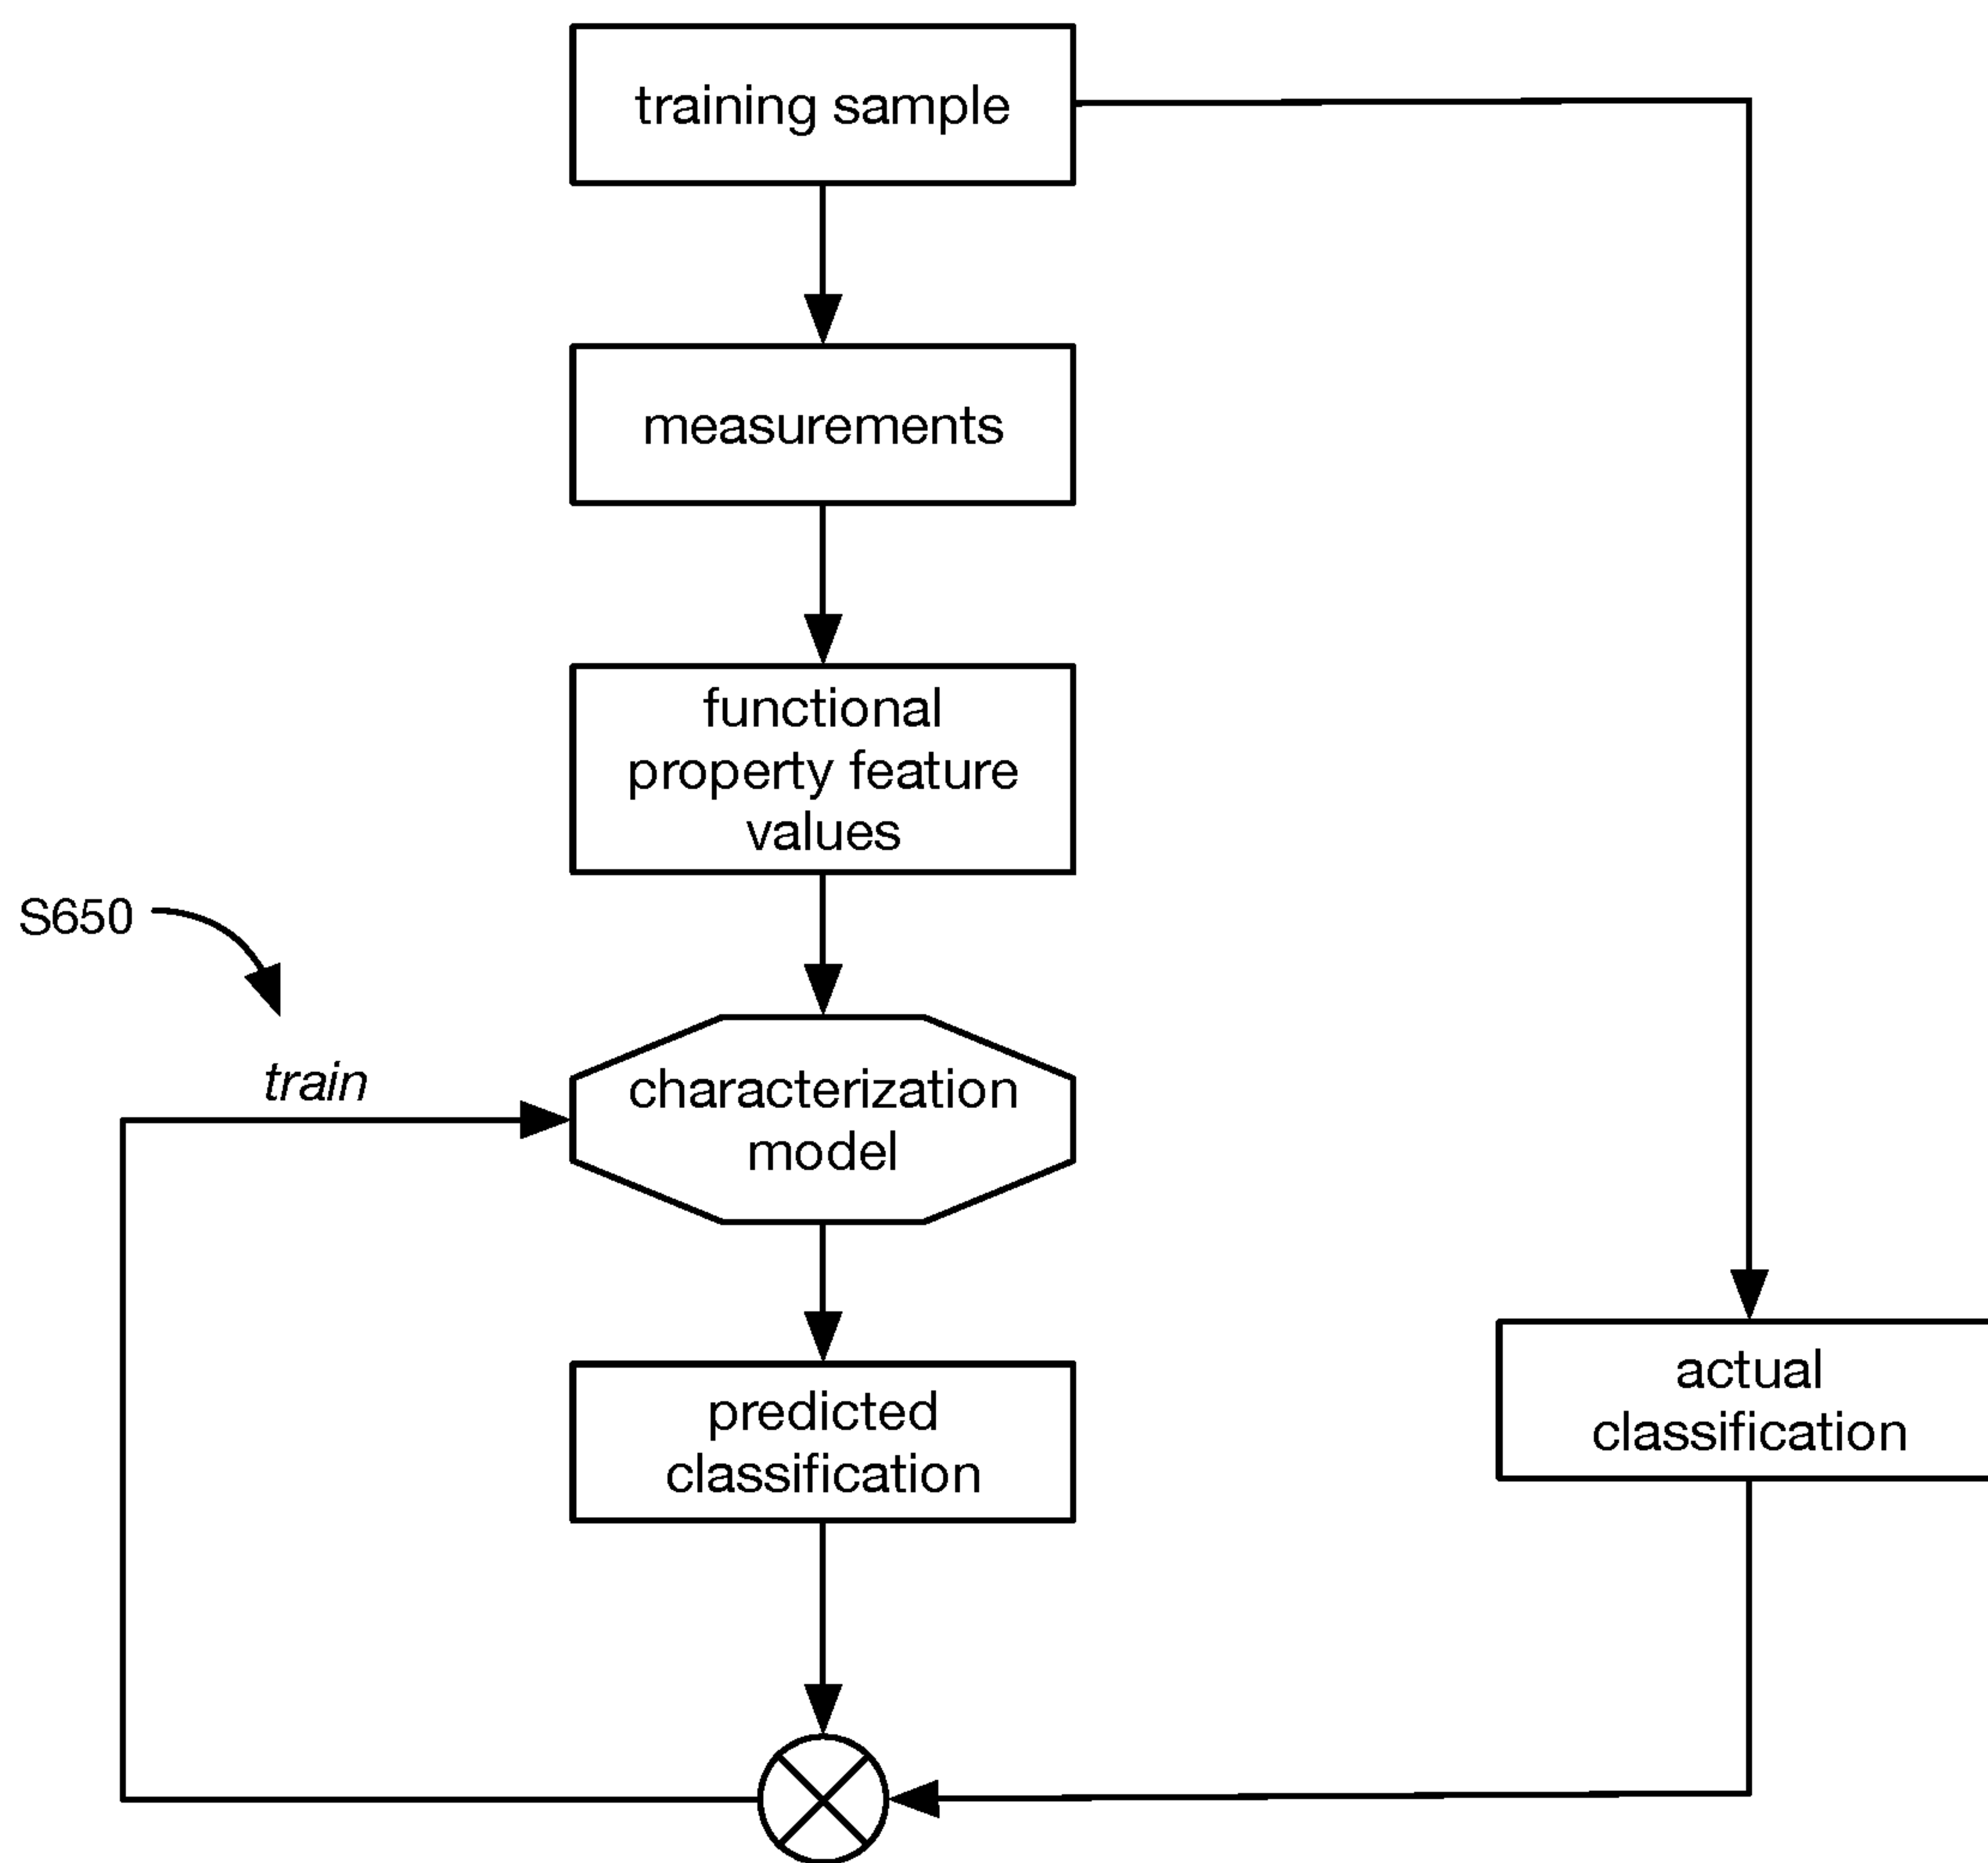 training sample
measurements
functional
property feature
values
S650
train
characterization
model
predicted
classification
actual
classification